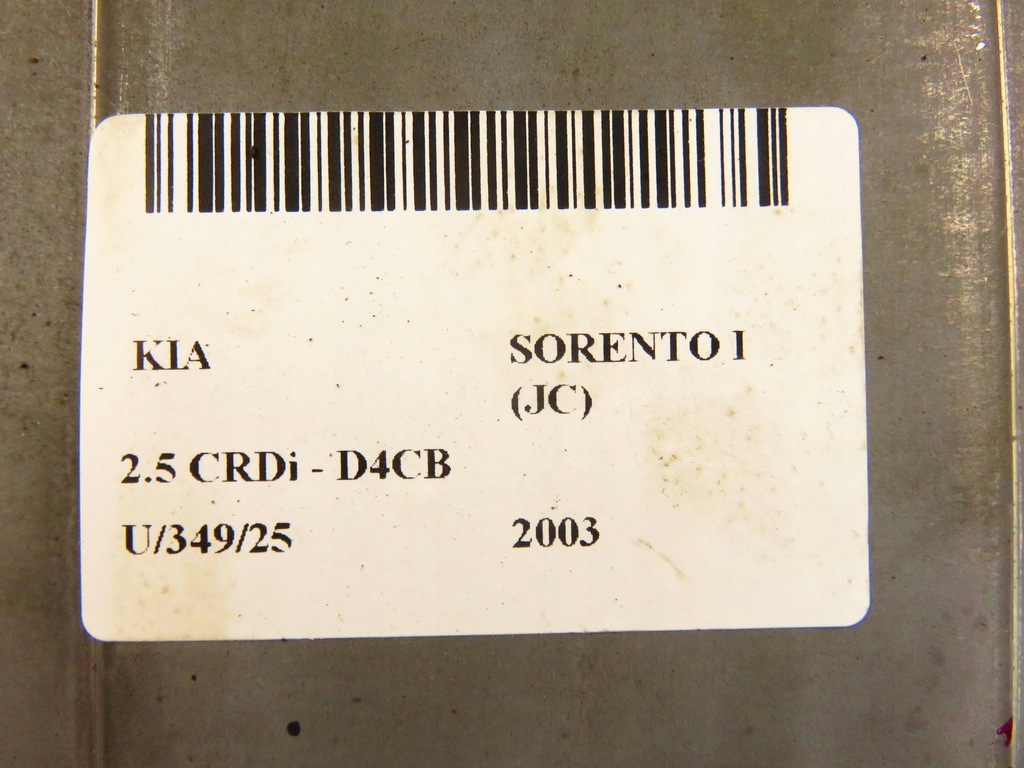 KIA SORENTO I
(JC)
2.5 CRDi - D4CB
U/349/25 2003